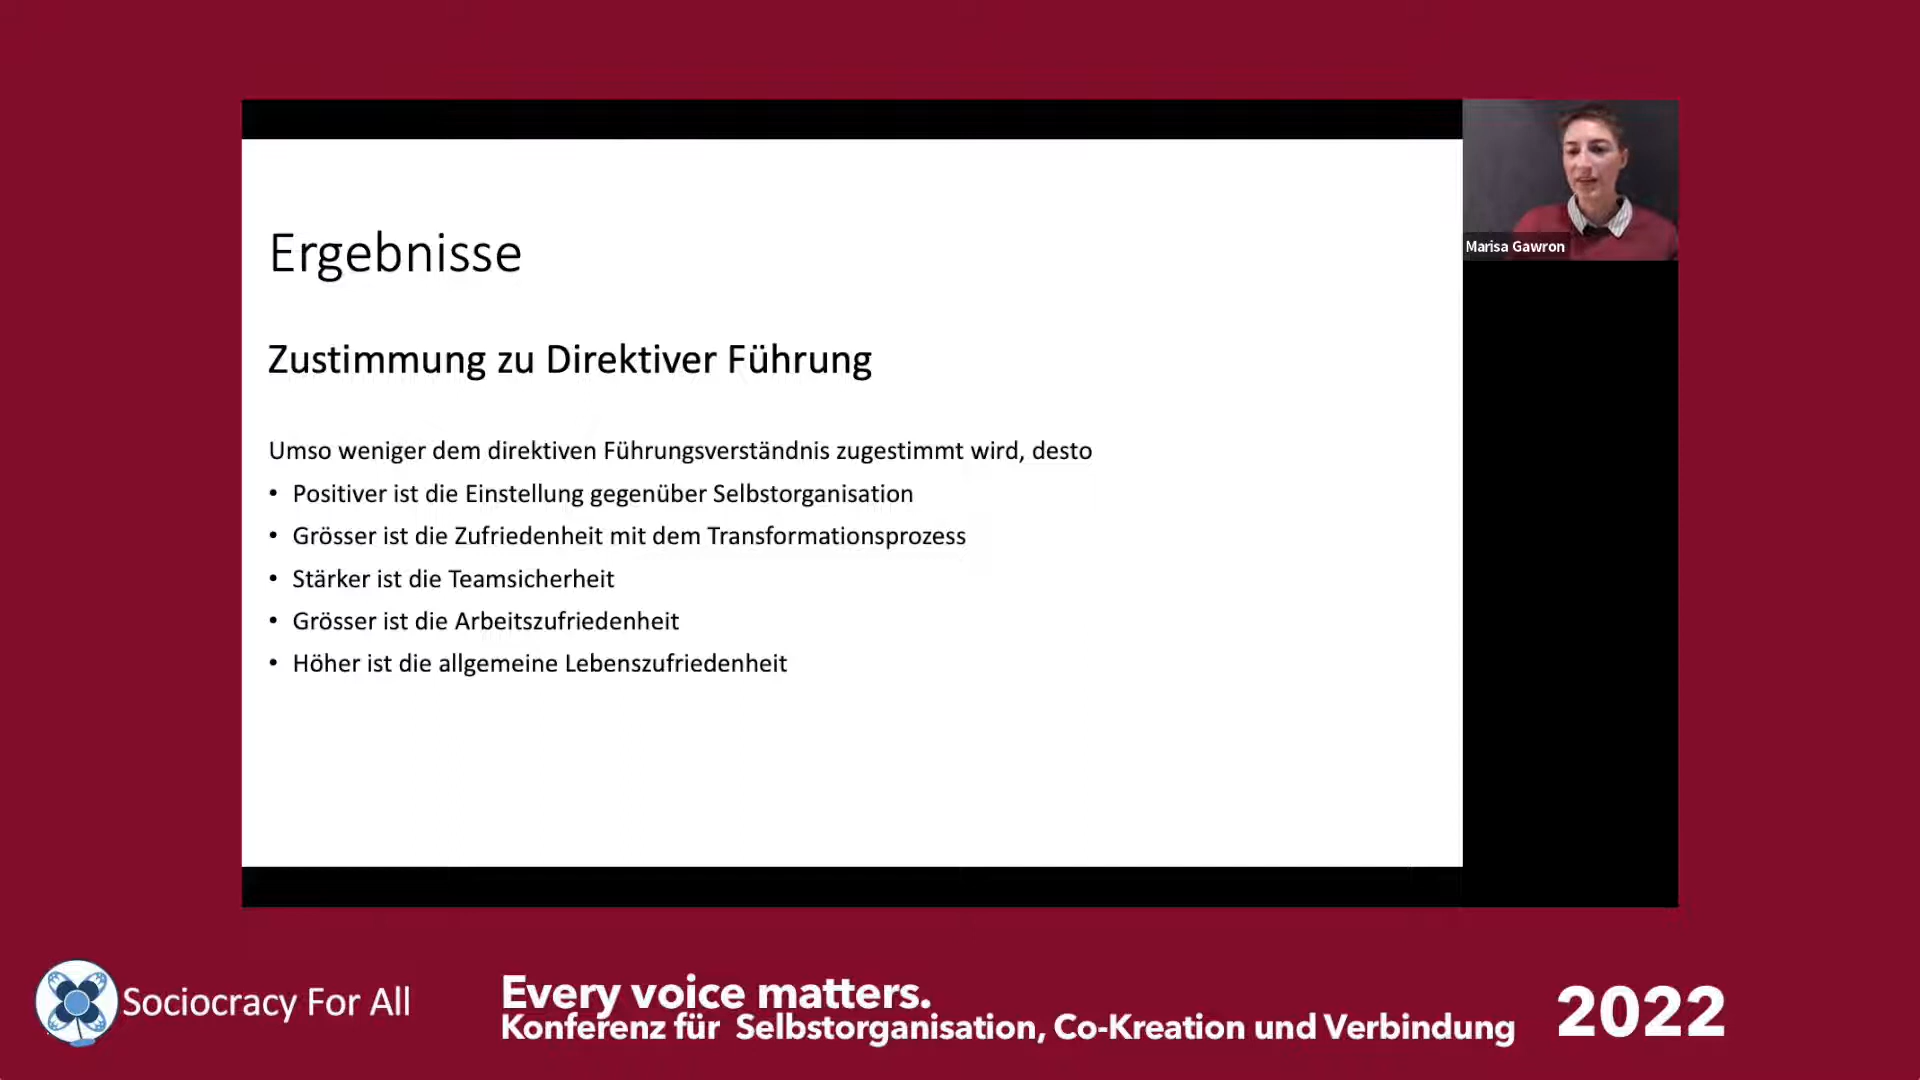 Ergebnisse
Zustimmung zu Direktiver Führung
Umso weniger dem direktiven Führungsverständnis zugestimmt wird, desto
• Positiver ist die Einstellung gegenüber Selbstorganisation
• Grösser ist die Zufriedenheit mit dem Transformationsprozess
• Stärker ist die Teamsicherheit
• Grösser ist die Arbeitszufriedenheit
• Höher ist die allgemeine Lebenszufriedenheit
Marisa Gawron
Sociocracy For All
Every voice matters.
Konferenz für Selbstorganisation, Co-Kreation und Verbindung
2022